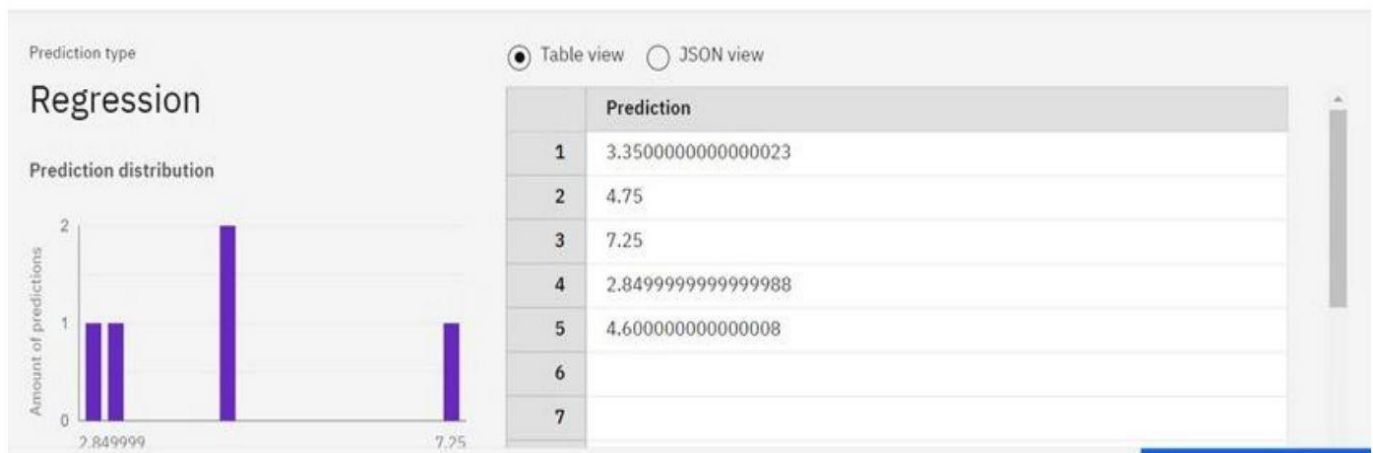 Prediction type
Regression
Prediction distribution
2
1
0
Amount of predictions
2.849999
7.25
Table view JSON view
Prediction
1 3.3500000000000023
2 4.75
3 7.25
4 2.8499999999999988
5 4.600000000000008
6
7